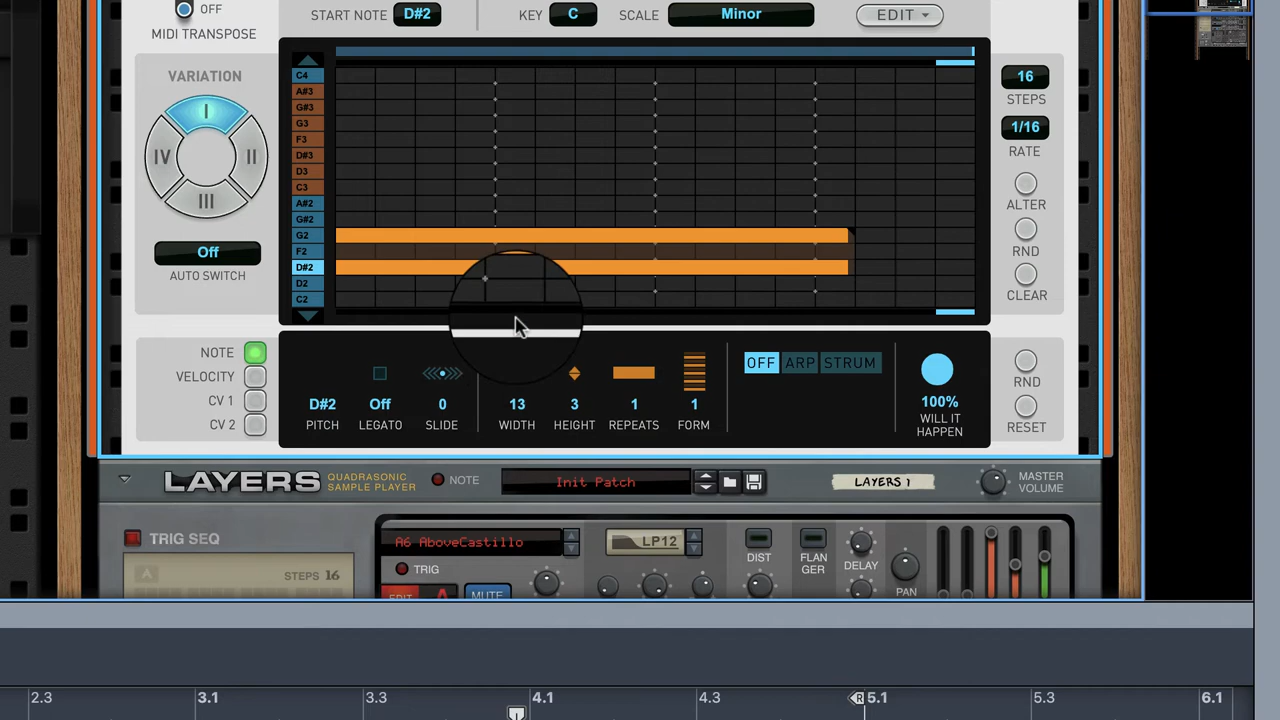 OFF
MIDI TRANSPOSE
START NOTE D#2 KEY C SCALE Minor EDIT
VARIATION
I
II
III
IV
Off
AUTO SWITCH
C4
A#3
G#3
G3
F3
D#3
D3
C3
A#2
G#2
G2
F2
D#2
D2
C2
16
STEPS
1/16
RATE
ALTER
RND
CLEAR
NOTE
VELOCITY
CV 1
CV 2
D#2 Off 0 13 3 1 1
PITCH LEGATO SLIDE WIDTH HEIGHT REPEATS FORM
OFF ARP STRUM
100%
WILL IT
HAPPEN
RND
RESET
LAYERS QUADRASONIC
SAMPLE PLAYER
NOTE
Init Patch
LAYERS 1
MASTER
VOLUME
TRIG SEQ
A
STEPS 16
A6 AboveCastillo
TRIG
EDIT A MUTE
LP12
DIST
FLAN
GER
DELAY
PAN
2.3 3.1 3.3 4.1 4.3 R 5.1 5.3 6.1